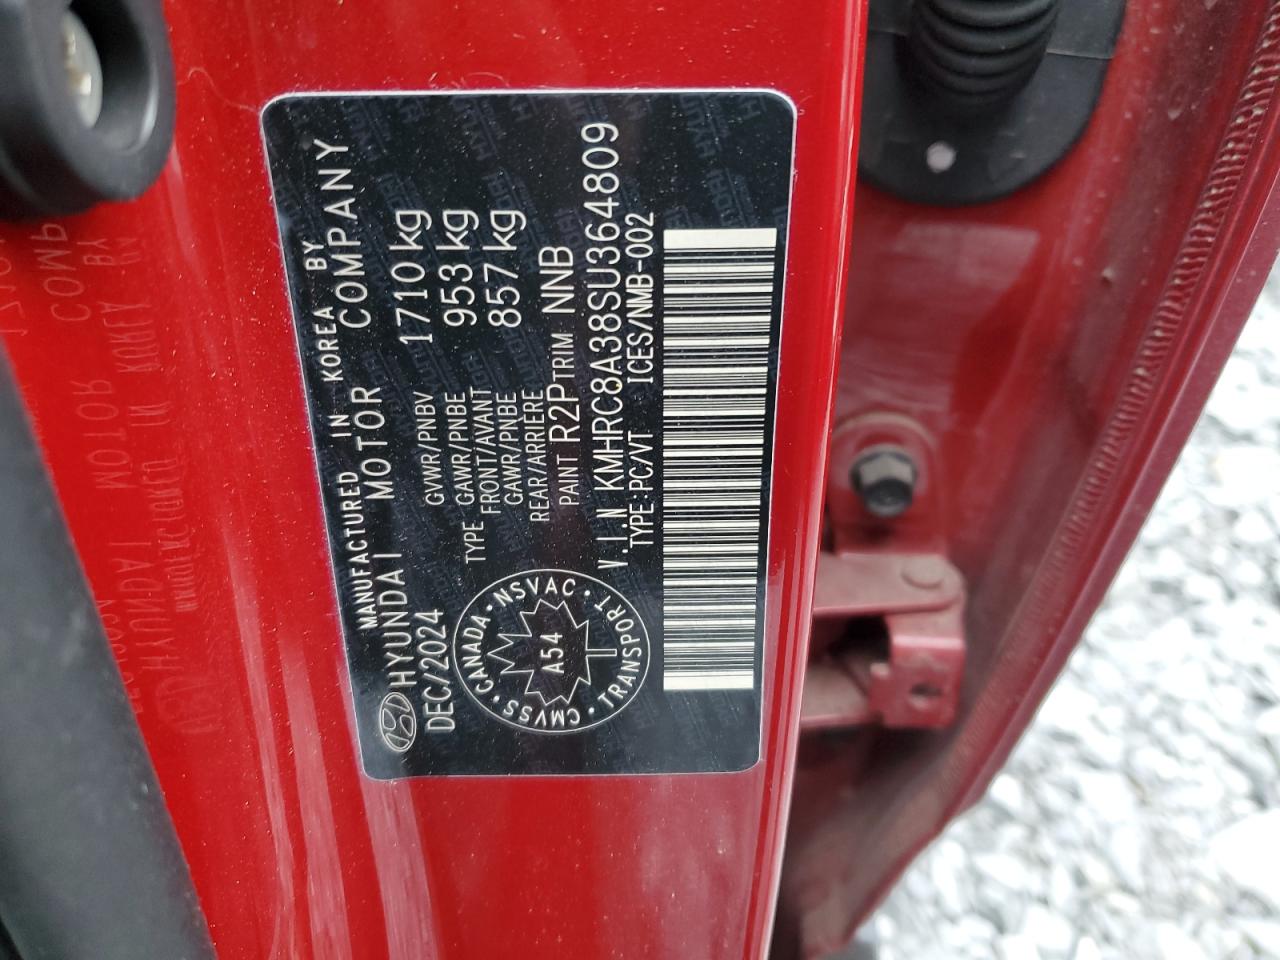 MANUFACTURED IN KOREA BY
HYUNDAI MOTOR COMPANY
DEC/2024
GVWR/PNBV 1710 kg
TYPE GAWR/PNBE FRONT/AVANT 953 kg
GAWR/PNBE REAR/ARRIERE 857 kg
PAINT R2P TRIM NNB
V.I.N KMHRC8A38SU364809
TYPE:PC/VT ICES/NMB-002
CANADA · NSVAC · TRANSPORT · CMVSS ·
A54